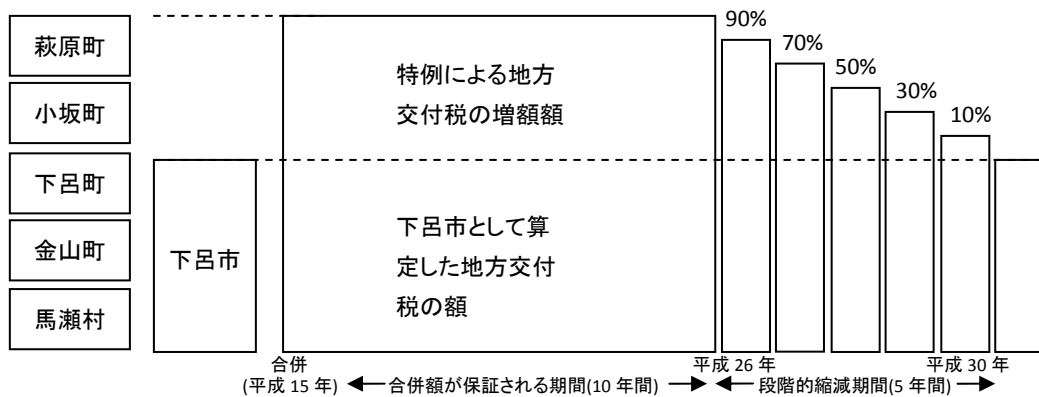 萩原町
小坂町
下呂町
金山町
馬瀬村
下呂市
特例による地方
交付税の増額額
下呂市として算
定した地方交付
税の額
90%
70%
50%
30%
10%
合併
(平成 15 年)
合併額が保証される期間(10 年間)
平成 26 年
段階的縮減期間(5 年間)
平成 30 年